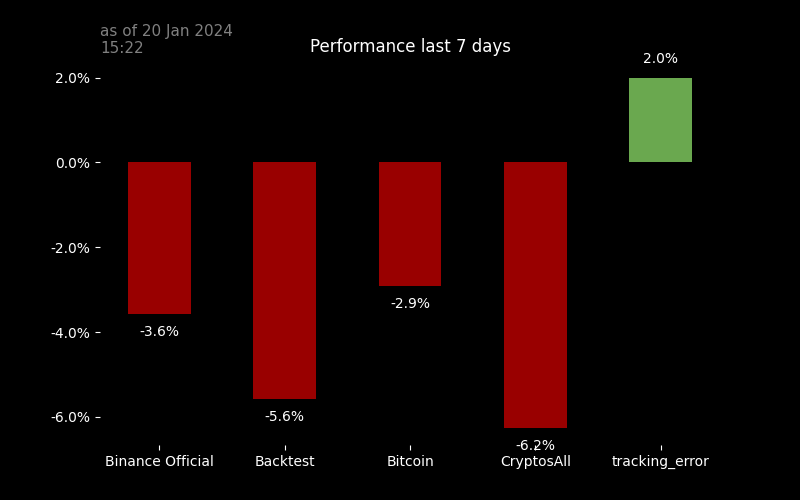 as of 20 Jan 2024
15:22
Performance last 7 days
2.0%
2.0%
0.0%
-2.0%
-4.0%
-6.0%
-3.6%
-5.6%
-2.9%
-6.2%
Binance Official
Backtest
Bitcoin
CryptosAll
tracking_error